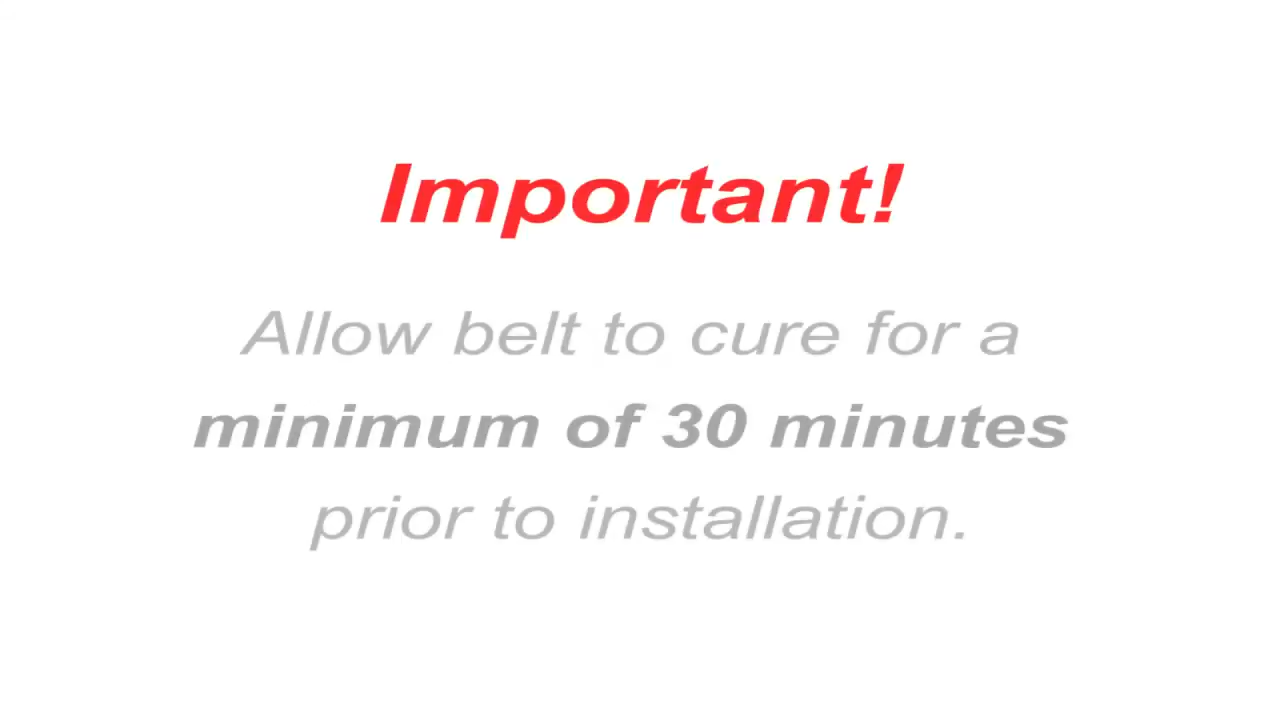 Important!
Allow belt to cure for a
minimum of 30 minutes
prior to installation.